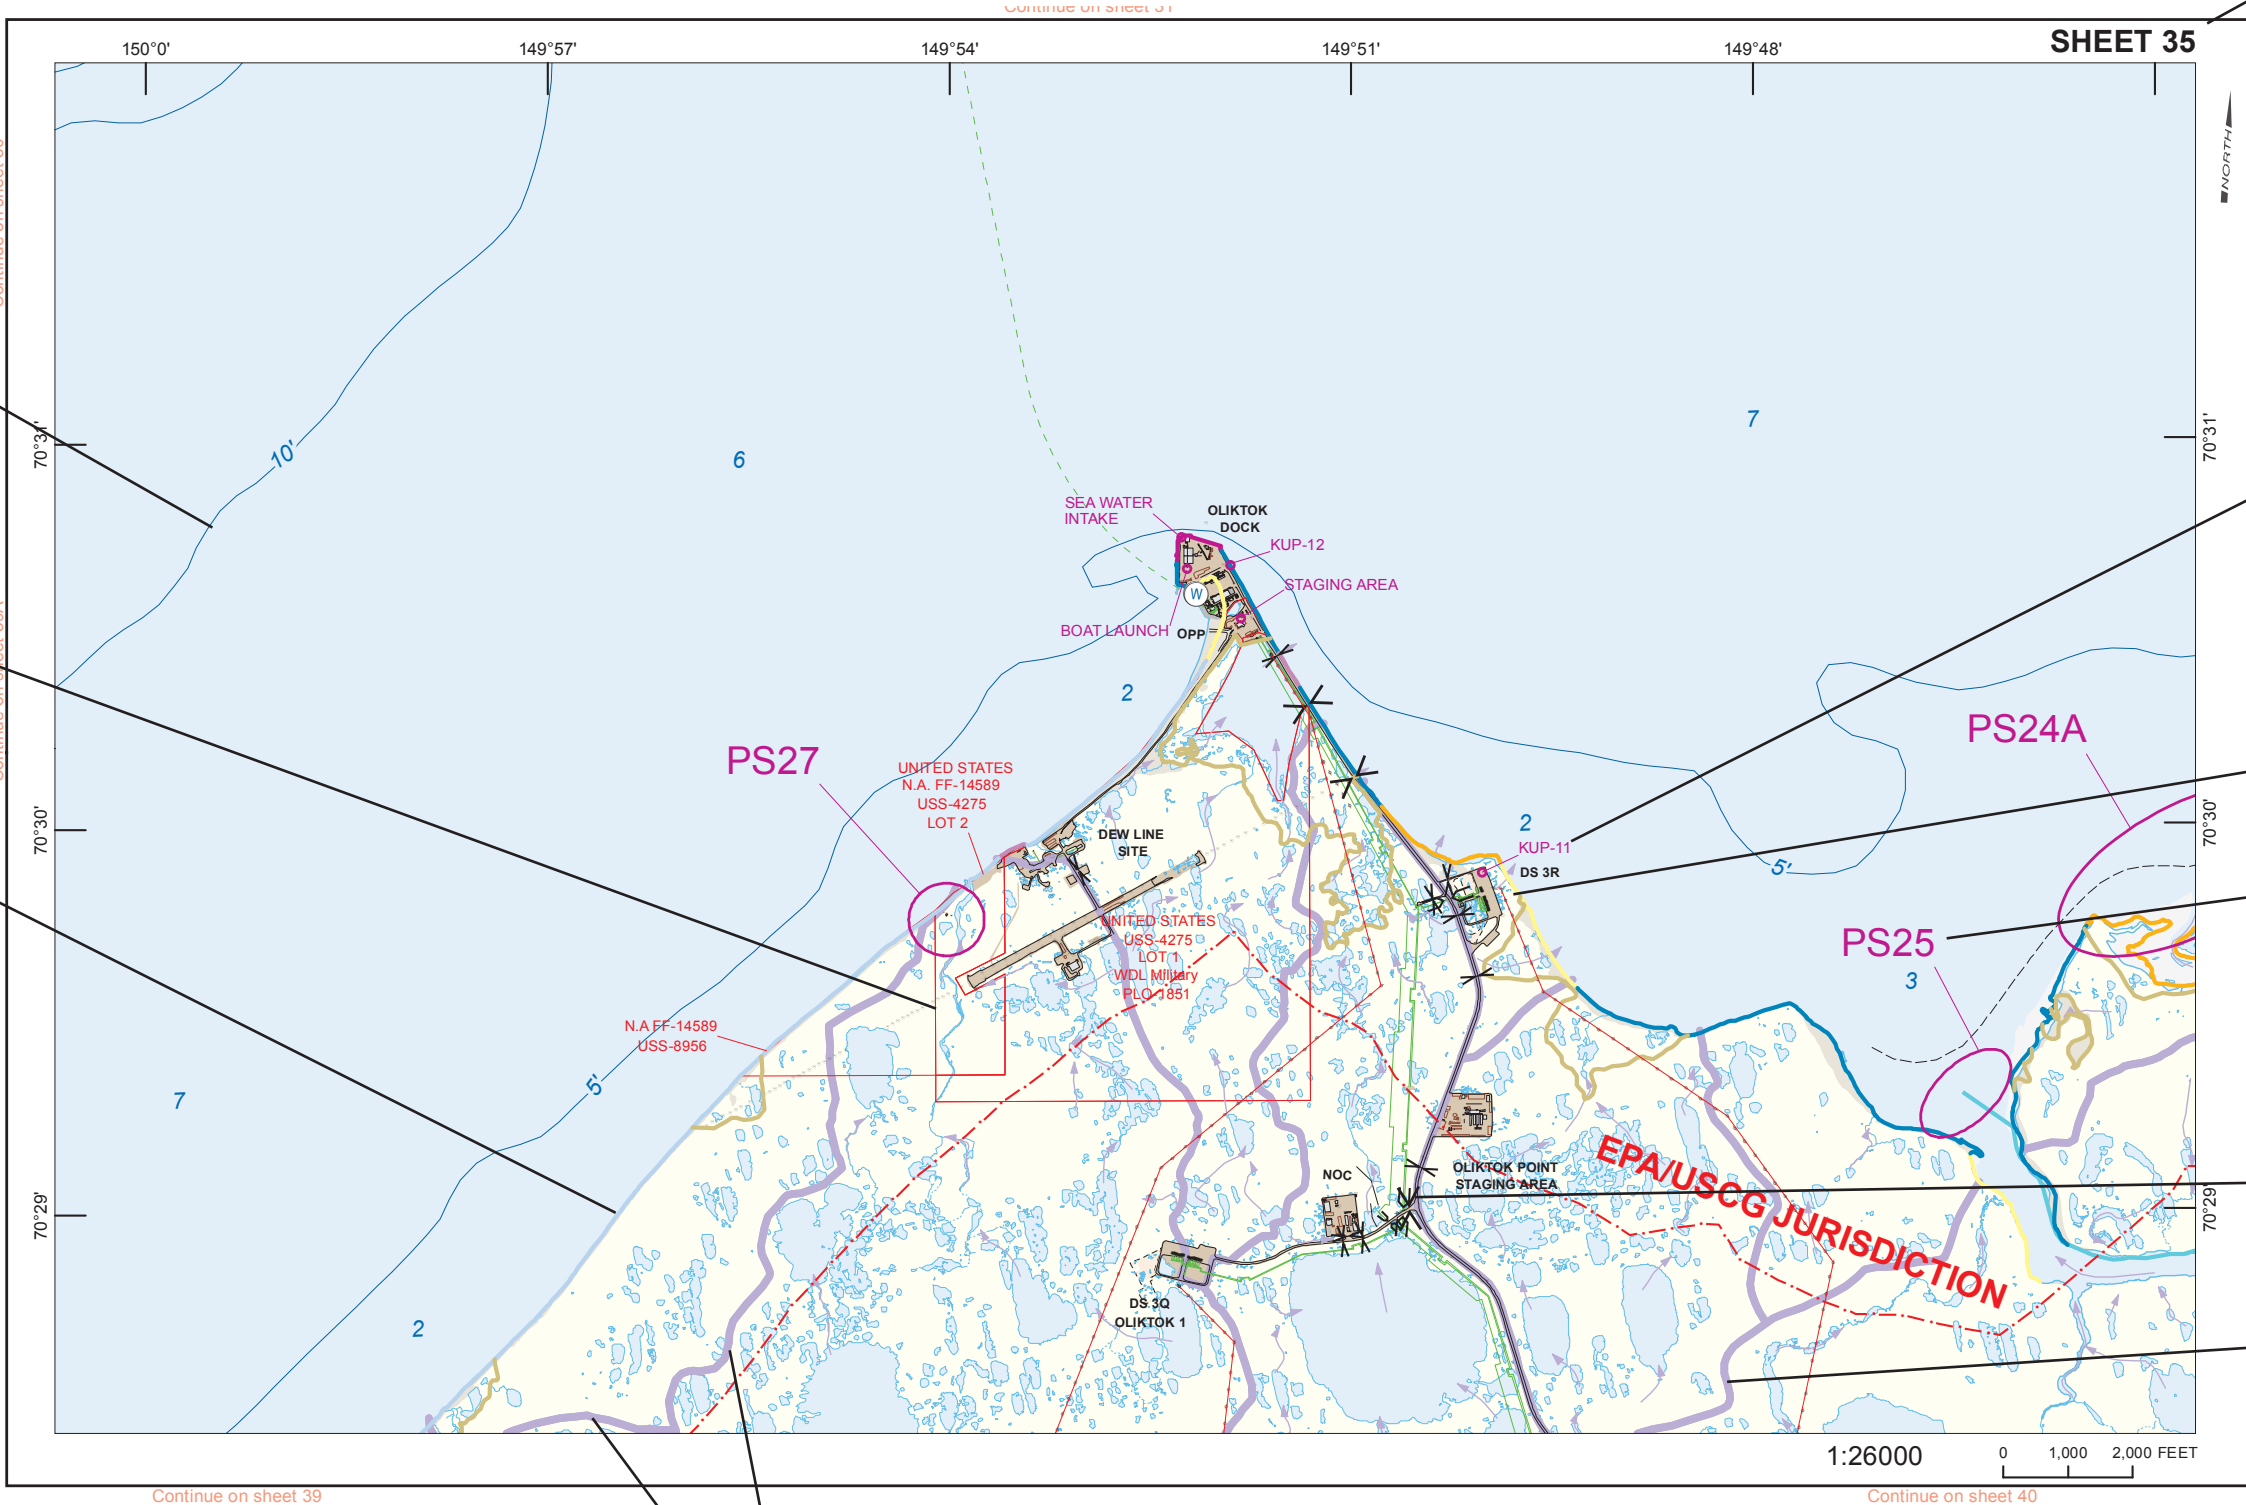 Continue on sheet 31
SHEET 35
150°0'
149°57'
149°54'
149°51'
149°48'
NORTH
70°31'
70°31'
10'
6
7
SEA WATER
INTAKE
OLIKTOK
DOCK
KUP-12
STAGING AREA
W
BOAT LAUNCH
OPP
2
PS27
UNITED STATES
N.A. FF-14589
USS-4275
LOT 2
PS24A
70°30'
70°30'
DEW LINE
SITE
2
KUP-11
DS 3R
5'
UNITED STATES
USS-4275
LOT 1
WDL Military
PLO-1851
PS25
3
N.A FF-14589
USS-8956
5'
7
NOC
OLIKTOK POINT
STAGING AREA
EPA/USCG JURISDICTION
70°29'
70°29'
DS 3Q
OLIKTOK 1
2
1:26000
0 1,000 2,000 FEET
Continue on sheet 39
Continue on sheet 40